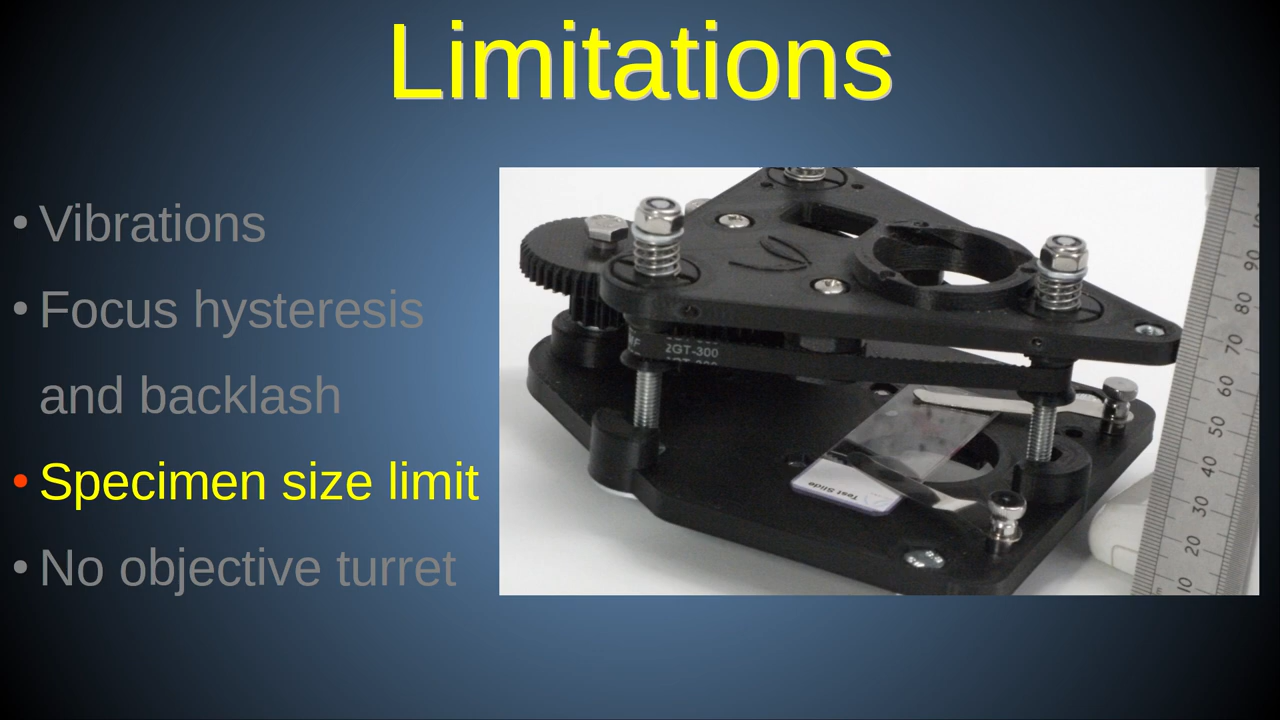 Limitations
• Vibrations
• Focus hysteresis
and backlash
• Specimen size limit
• No objective turret
2GT-300
Test Slide
90
80
70
60
50
40
30
20
10